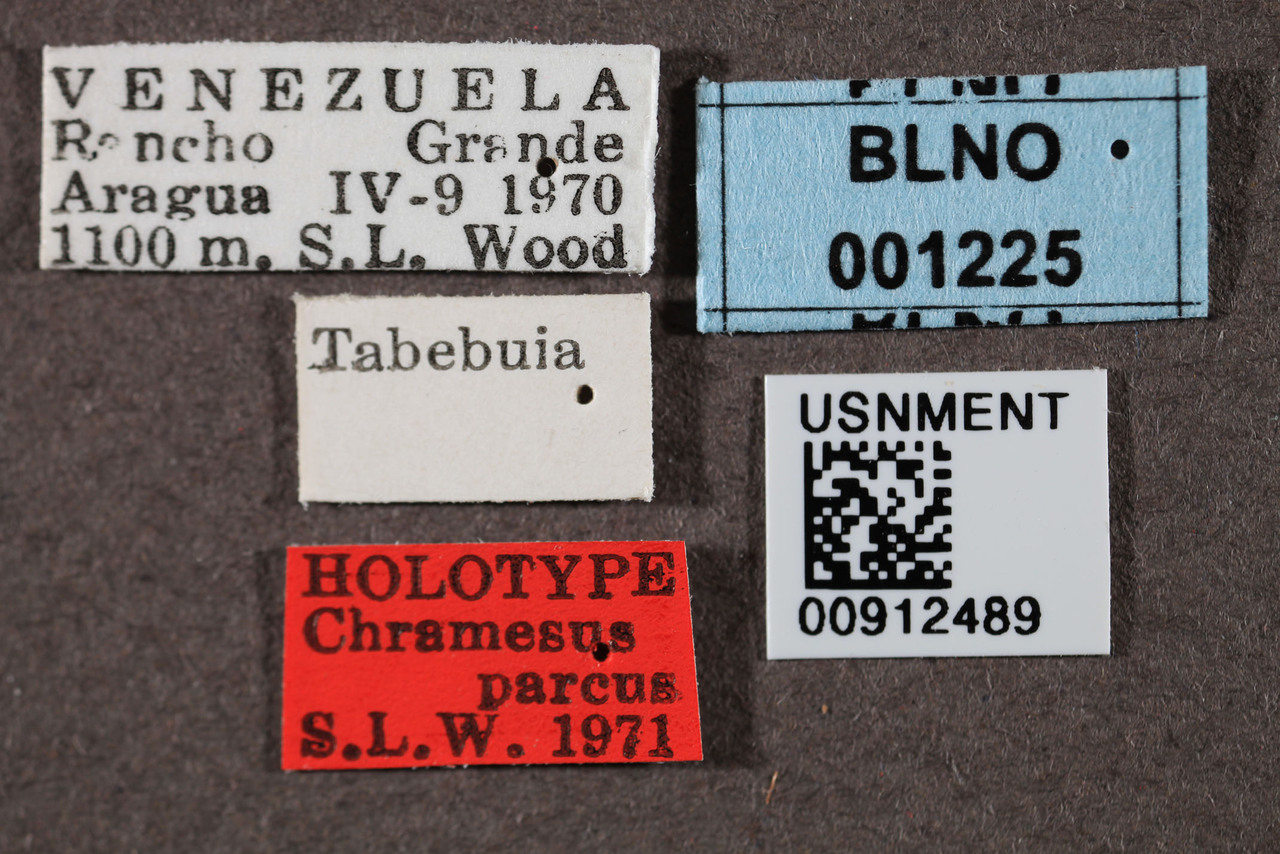 VENEZUELA
Rancho Grande
Aragua IV-9 1970
1100 m. S.L. Wood
BLNO
001225
Tabebuia
USNMENT
00912489
HOLOTYPE
Chramesus
parcus
S.L.W. 1971